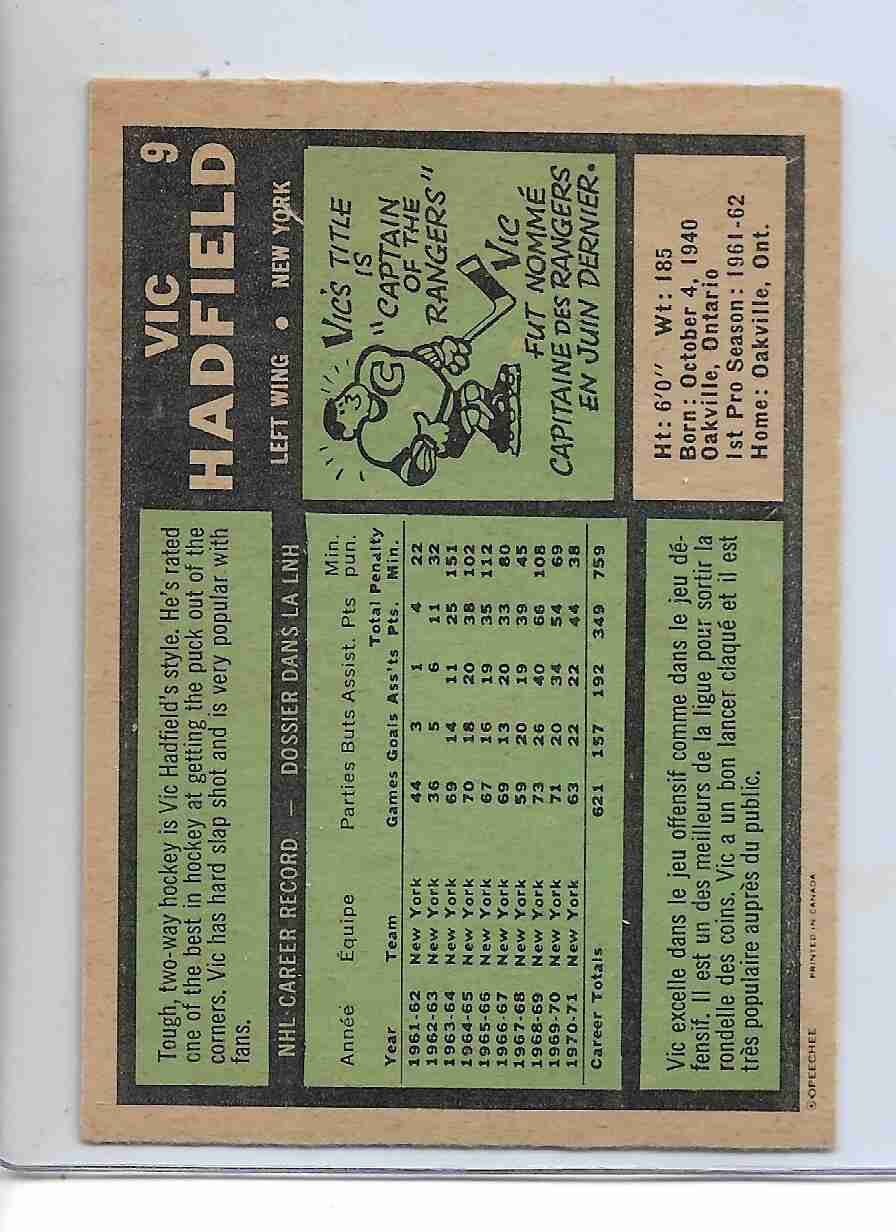 VIC 9
HADFIELD
LEFT WING ● NEW YORK
Tough, two-way hockey is Vic Hadfield's style. He's rated
one of the best in hockey at getting the puck out of the
corners. Vic has hard slap shot and is very popular with
fans.
NHL CAREER RECORD — DOSSIER DANS LA LNH
Année Équipe Parties Buts Assist. Pts Min. pun.
Total Penalty
Year Team Games Goals Ass'ts Pts. Min.
1961-62 New York 44 3 1 4 22
1962-63 New York 36 5 6 11 32
1963-64 New York 69 14 11 25 151
1964-65 New York 70 18 20 38 102
1965-66 New York 67 16 19 35 112
1966-67 New York 69 13 20 33 80
1967-68 New York 59 20 19 39 45
1968-69 New York 73 26 40 66 108
1969-70 New York 71 20 34 54 69
1970-71 New York 63 22 22 44 38
Career Totals 621 157 192 349 759
VIC'S TITLE
IS
"CAPTAIN
OF THE
RANGERS"
C
VIC
FUT NOMMÉ
CAPITAINE DES RANGERS
EN JUIN DERNIER.
Vic excelle dans le jeu offensif comme dans le jeu dé-
fensif. Il est un des meilleurs de la ligue pour sortir la
rondelle des coins. Vic a un bon lancer claqué et il est
très populaire auprès du public.
Ht: 6'0" Wt: 185
Born: October 4, 1940
Oakville, Ontario
1st Pro Season: 1961-62
Home: Oakville, Ont.
©OPEECHEE PRINTED IN CANADA